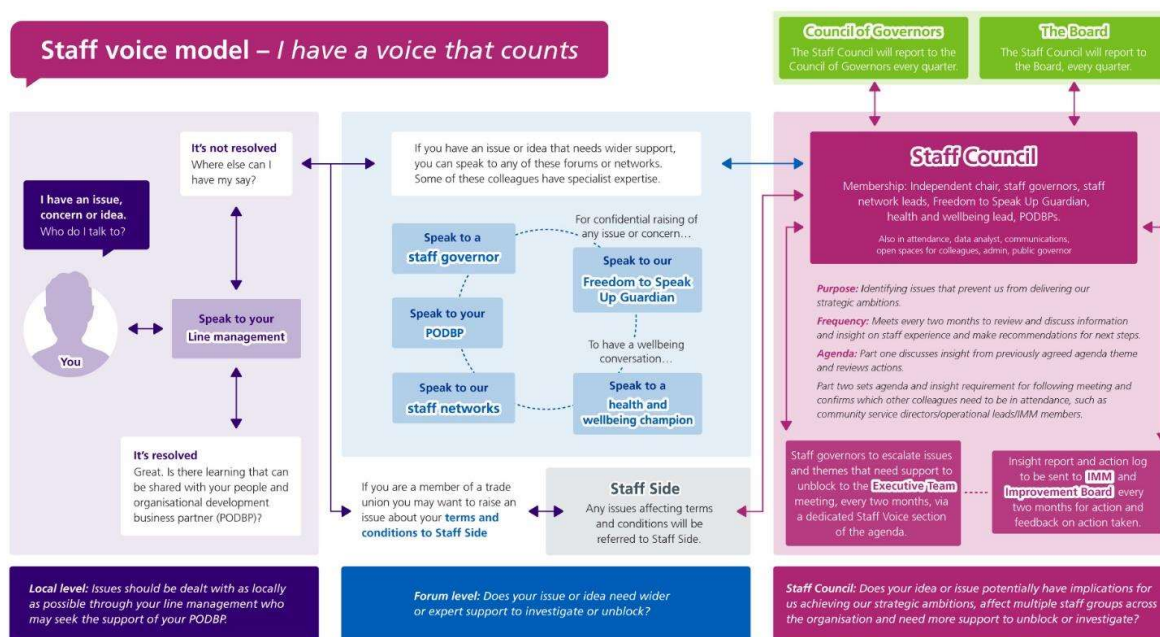 Staff voice model – I have a voice that counts
Council of Governors
The Staff Council will report to the
Council of Governors every quarter.
The Board
The Staff Council will report to
the Board, every quarter.
I have an issue,
concern or idea.
Who do I talk to?
You
It's not resolved
Where else can I
have my say?
Speak to your
Line management
It's resolved
Great. Is there learning that can
be shared with your people and
organisational development
business partner (PODBP)?
Local level: Issues should be dealt with as locally
as possible through your line management who
may seek the support of your PODBP.
If you have an issue or idea that needs wider support,
you can speak to any of these forums or networks.
Some of these colleagues have specialist expertise.
Speak to a
staff governor
Speak to your
PODBP
Speak to our
staff networks
For confidential raising of
any issue or concern…
Speak to our
Freedom to Speak
Up Guardian
To have a wellbeing
conversation…
Speak to a
health and
wellbeing champion
If you are a member of a trade
union you may want to raise an
issue about your terms and
conditions to Staff Side
Staff Side
Any issues affecting terms
and conditions will be
referred to Staff Side.
Forum level: Does your issue or idea need wider
or expert support to investigate or unblock?
Staff Council
Membership: Independent chair, staff governors, staff
network leads, Freedom to Speak Up Guardian,
health and wellbeing lead, PODBPs.
Also in attendance, data analyst, communications,
open spaces for colleagues, admin, public governor
Purpose: Identifying issues that prevent us from delivering our
strategic ambitions.
Frequency: Meets every two months to review and discuss information
and insight on staff experience and make recommendations for next steps.
Agenda: Part one discusses insight from previously agreed agenda theme
and reviews actions.
Part two sets agenda and insight requirement for following meeting and
confirms which other colleagues need to be in attendance, such as
community service directors/operational leads/IMM members.
Staff governors to escalate issues
and themes that need support to
unblock to the Executive Team
meeting, every two months, via
a dedicated Staff Voice section
of the agenda.
Insight report and action log
to be sent to IMM and
Improvement Board every
two months for action and
feedback on action taken.
Staff Council: Does your idea or issue potentially have implications for
us achieving our strategic ambitions, affect multiple staff groups across
the organisation and need more support to unblock or investigate?